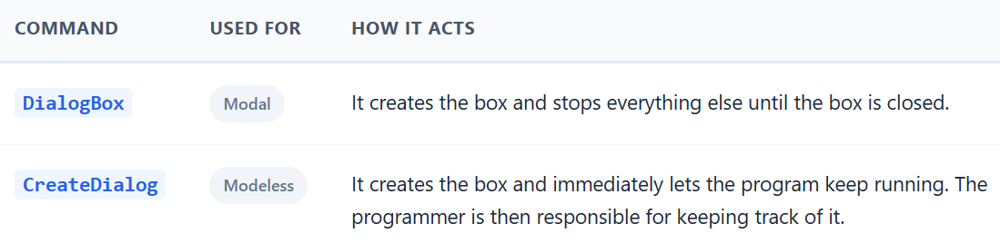 COMMAND USED FOR HOW IT ACTS
DialogBox Modal It creates the box and stops everything else until the box is closed.
CreateDialog Modeless It creates the box and immediately lets the program keep running. The
programmer is then responsible for keeping track of it.